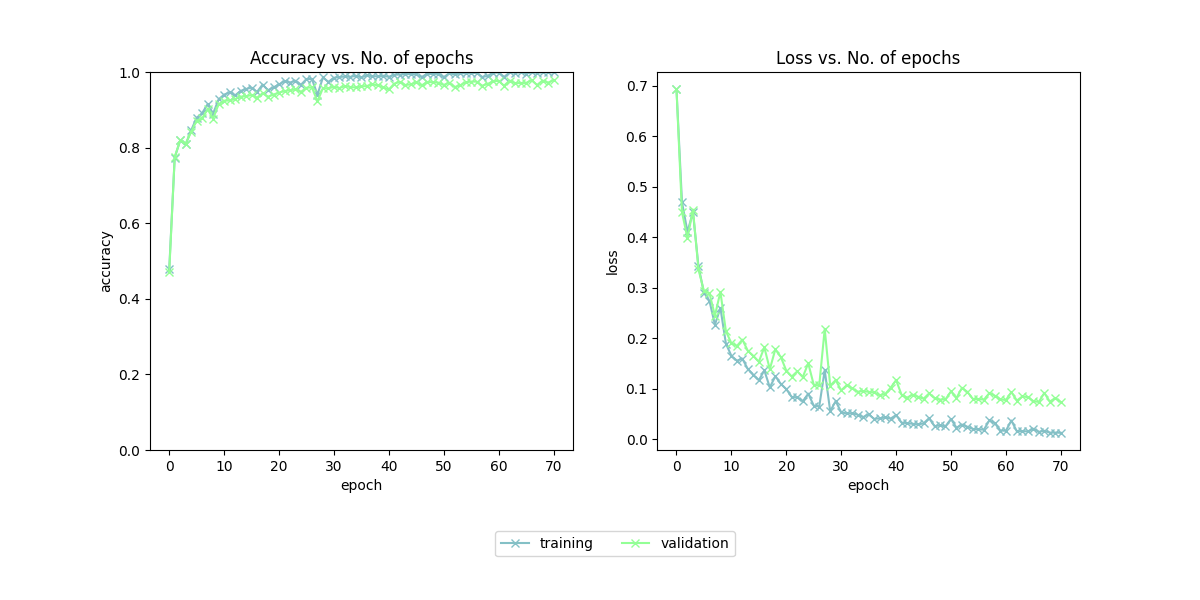 Accuracy vs. No. of epochs
1.0
0.8
0.6
0.4
0.2
0.0
accuracy
0 10 20 30 40 50 60 70
epoch
Loss vs. No. of epochs
0.7
0.6
0.5
0.4
0.3
0.2
0.1
0.0
loss
0 10 20 30 40 50 60 70
epoch
training validation